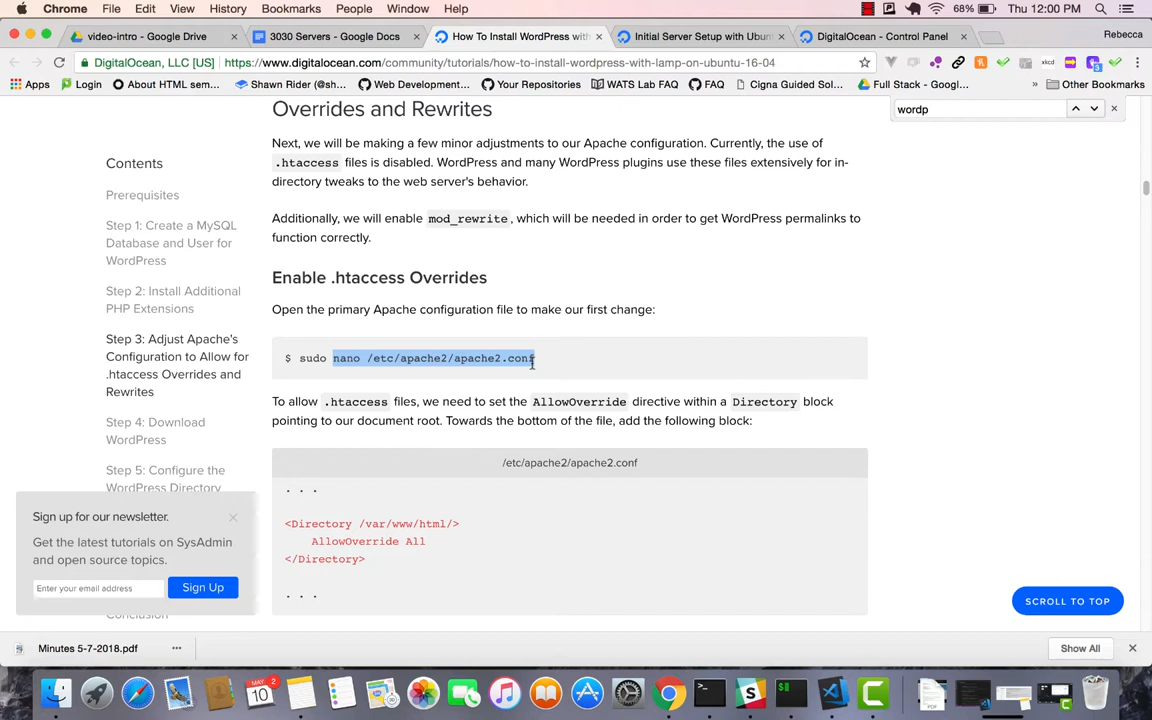 Chrome File Edit View History Bookmarks People Window Help 68% Thu 12:00 PM
video-intro - Google Drive × 3030 Servers - Google Docs × How To Install WordPress with × Initial Server Setup with Ubun × DigitalOcean - Control Panel × Rebecca
DigitalOcean, LLC [US] https://www.digitalocean.com/community/tutorials/how-to-install-wordpress-with-lamp-on-ubuntu-16-04
Apps Login About HTML sem... Shawn Rider (@sh... Web Development... Your Repositories WATS Lab FAQ FAQ Cigna Guided Sol... Full Stack - Googl... » Other Bookmarks
wordp
Overrides and Rewrites
Next, we will be making a few minor adjustments to our Apache configuration. Currently, the use of
.htaccess files is disabled. WordPress and many WordPress plugins use these files extensively for in-
directory tweaks to the web server's behavior.
Additionally, we will enable mod_rewrite, which will be needed in order to get WordPress permalinks to
function correctly.
Enable .htaccess Overrides
Open the primary Apache configuration file to make our first change:
$ sudo nano /etc/apache2/apache2.conf
To allow .htaccess files, we need to set the AllowOverride directive within a Directory block
pointing to our document root. Towards the bottom of the file, add the following block:
/etc/apache2/apache2.conf
. . .
<Directory /var/www/html/>
AllowOverride All
</Directory>
. . .
Contents
Prerequisites
Step 1: Create a MySQL
Database and User for
WordPress
Step 2: Install Additional
PHP Extensions
Step 3: Adjust Apache's
Configuration to Allow for
.htaccess Overrides and
Rewrites
Step 4: Download
WordPress
Step 5: Configure the
WordPress Directory
Sign up for our newsletter. ×
Get the latest tutorials on SysAdmin
and open source topics.
Enter your email address Sign Up
Conclusion
SCROLL TO TOP
Minutes 5-7-2018.pdf Show All ×
MAY
10
2